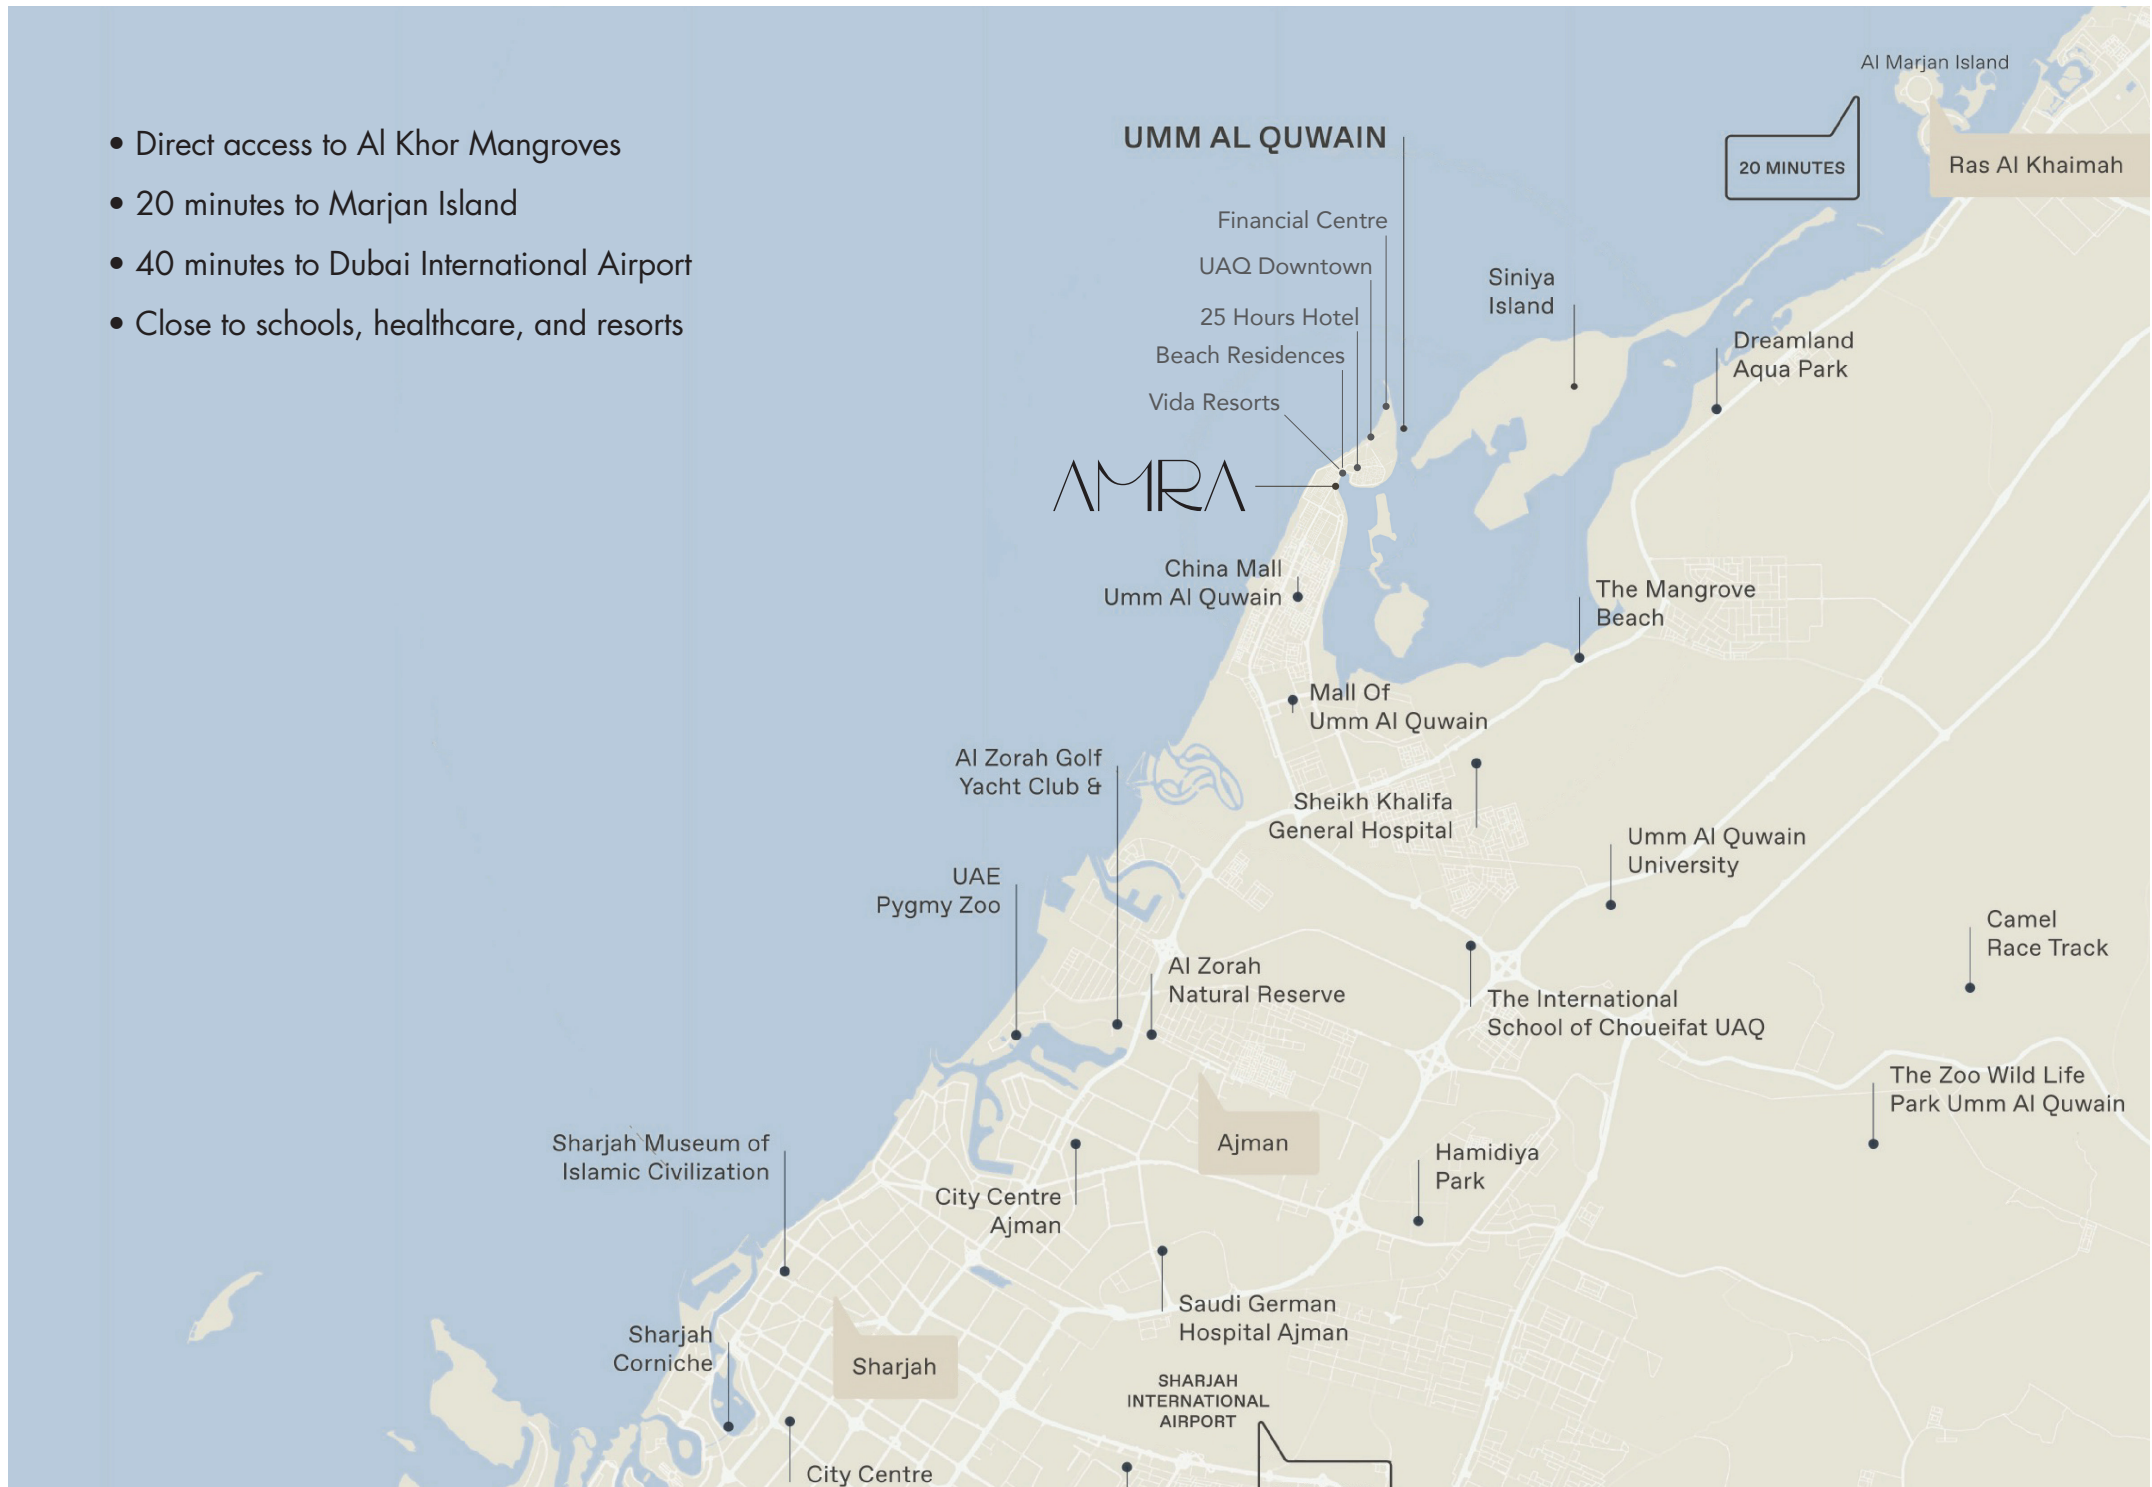 • Direct access to Al Khor Mangroves
• 20 minutes to Marjan Island
• 40 minutes to Dubai International Airport
• Close to schools, healthcare, and resorts
Al Marjan Island
20 MINUTES
Ras Al Khaimah
UMM AL QUWAIN
Financial Centre
UAQ Downtown
25 Hours Hotel
Beach Residences
Vida Resorts
AMRA
Siniya
Island
Dreamland
Aqua Park
China Mall
Umm Al Quwain
The Mangrove
Beach
Mall Of
Umm Al Quwain
Al Zorah Golf
Yacht Club &
Sheikh Khalifa
General Hospital
Umm Al Quwain
University
UAE
Pygmy Zoo
Camel
Race Track
Al Zorah
Natural Reserve
The International
School of Choueifat UAQ
The Zoo Wild Life
Park Umm Al Quwain
Ajman
Hamidiya
Park
Sharjah Museum of
Islamic Civilization
City Centre
Ajman
Saudi German
Hospital Ajman
Sharjah
Corniche
Sharjah
SHARJAH
INTERNATIONAL
AIRPORT
City Centre